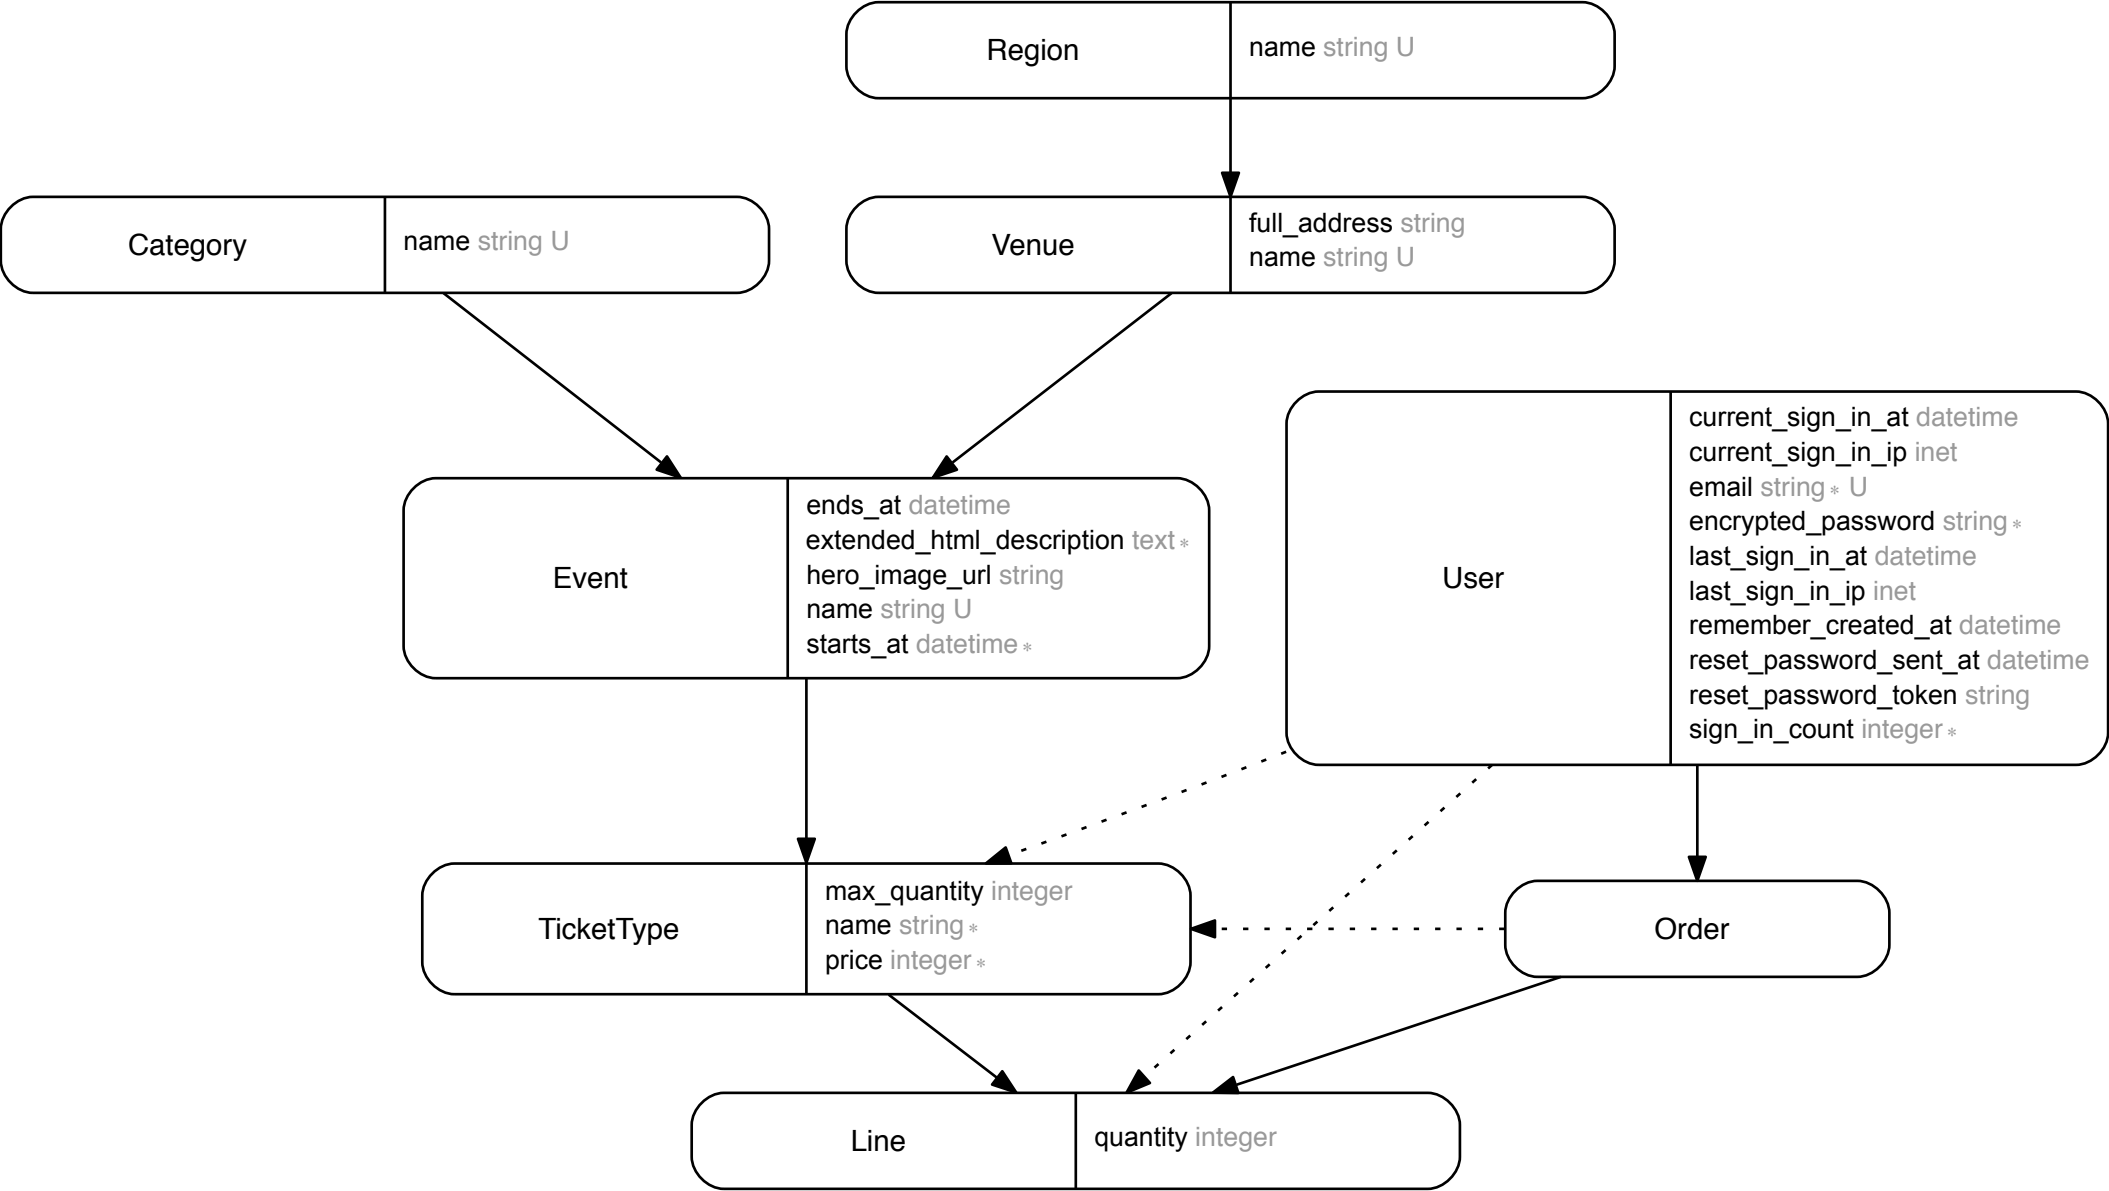 Region
name string U
Category
name string U
Venue
full_address string
name string U
Event
ends_at datetime
extended_html_description text *
hero_image_url string
name string U
starts_at datetime *
User
current_sign_in_at datetime
current_sign_in_ip inet
email string * U
encrypted_password string *
last_sign_in_at datetime
last_sign_in_ip inet
remember_created_at datetime
reset_password_sent_at datetime
reset_password_token string
sign_in_count integer *
TicketType
max_quantity integer
name string *
price integer *
Order
Line
quantity integer